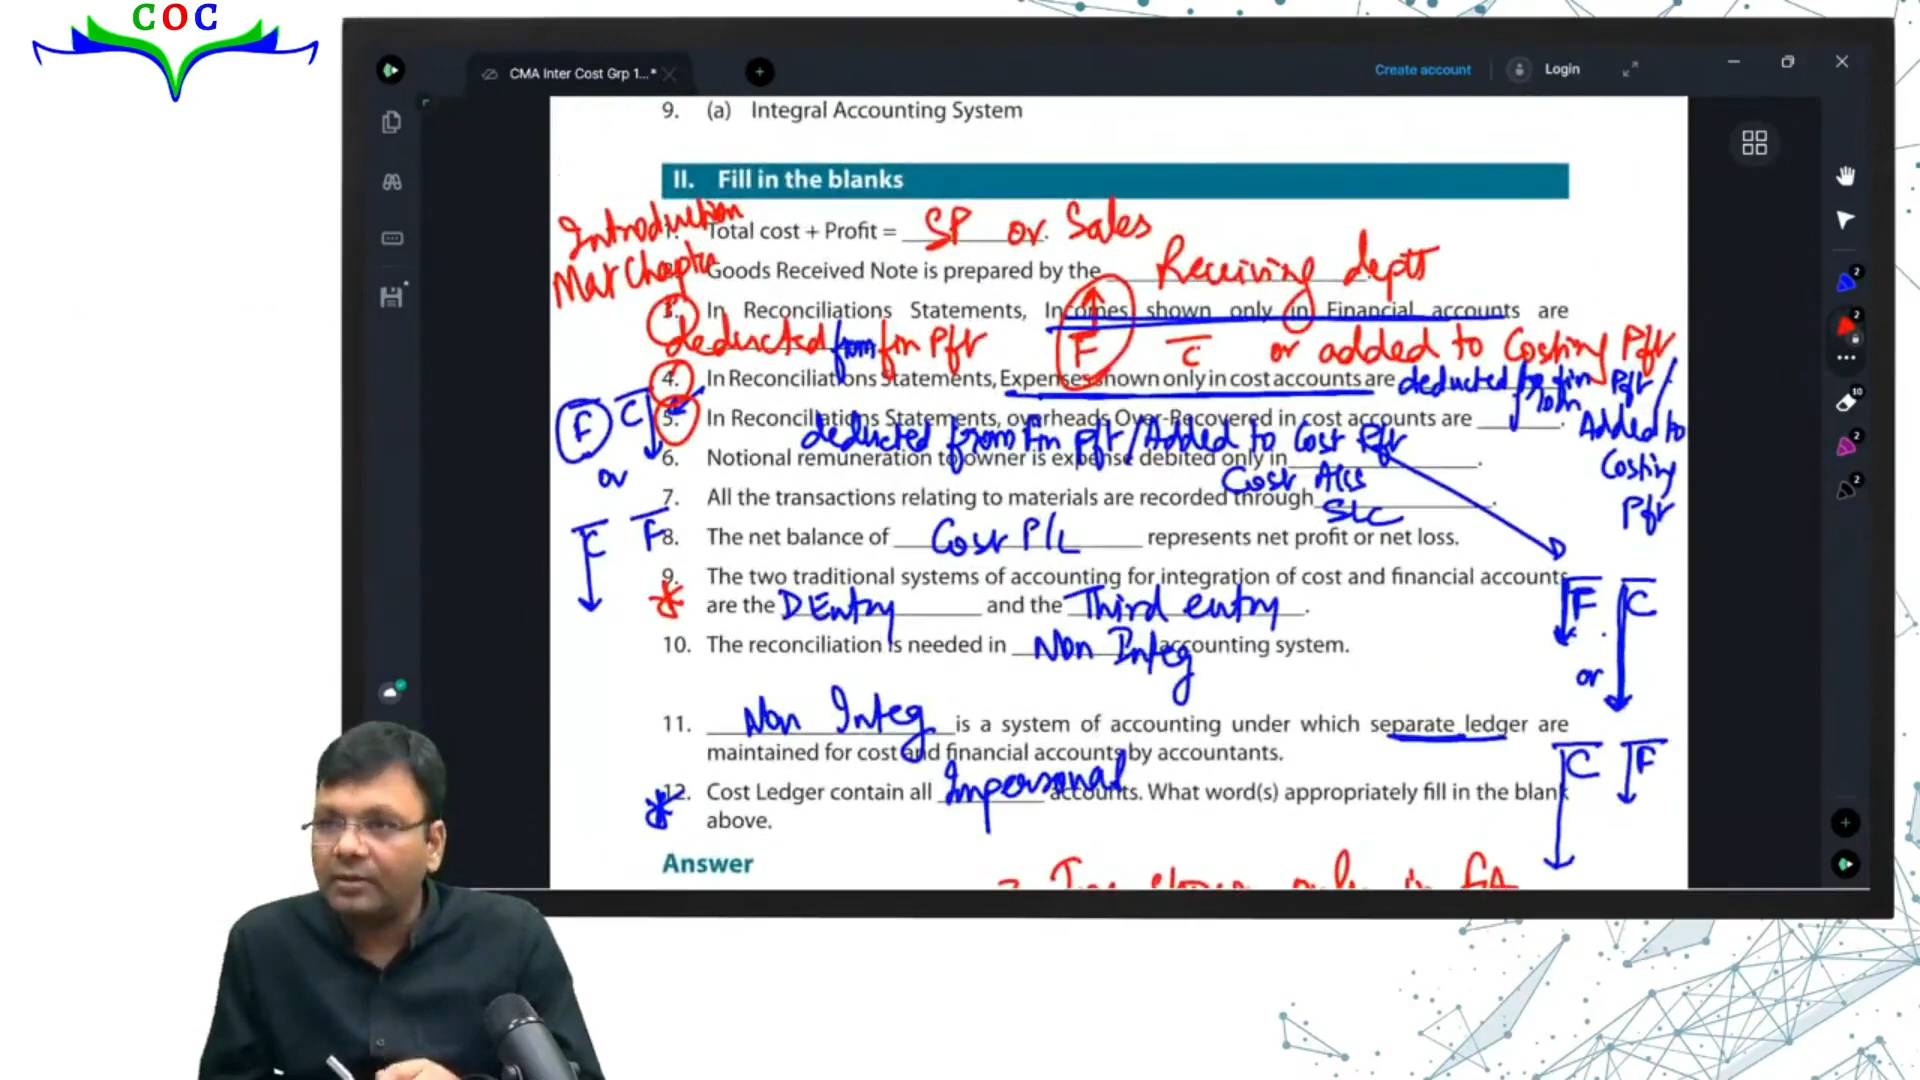 COC
CMA Inter Cost Grp 1...*
Create account
Login
9. (a) Integral Accounting System
II. Fill in the blanks
Introduction
1. Total cost + Profit = SP or Sales.
Mat Chapter
Goods Received Note is prepared by the Receiving deptt
3. In Reconciliations Statements, Incomes shown only in Financial accounts are
deducted from fin Pft F C or added to Costing Pft
4. In Reconciliations Statements, Expenses shown only in cost accounts are deducted from fin Pft / Added to Costing Pft
F C
5. In Reconciliations Statements, overheads Over-Recovered in cost accounts are
deducted from fin pft/Added to Cost Pft
6. Notional remuneration to owner is expense debited only in Cost A/cs.
or
7. All the transactions relating to materials are recorded through SLC.
C F
8. The net balance of Cost P/L represents net profit or net loss.
9. The two traditional systems of accounting for integration of cost and financial accounts
are the D Entry and the Third entry.
F C
10. The reconciliation is needed in Non Integ accounting system.
or
11. Non Integ is a system of accounting under which separate ledger are
maintained for cost and financial accounts by accountants.
C F
12. Cost Ledger contain all Impersonal accounts. What word(s) appropriately fill in the blank
above.
Answer